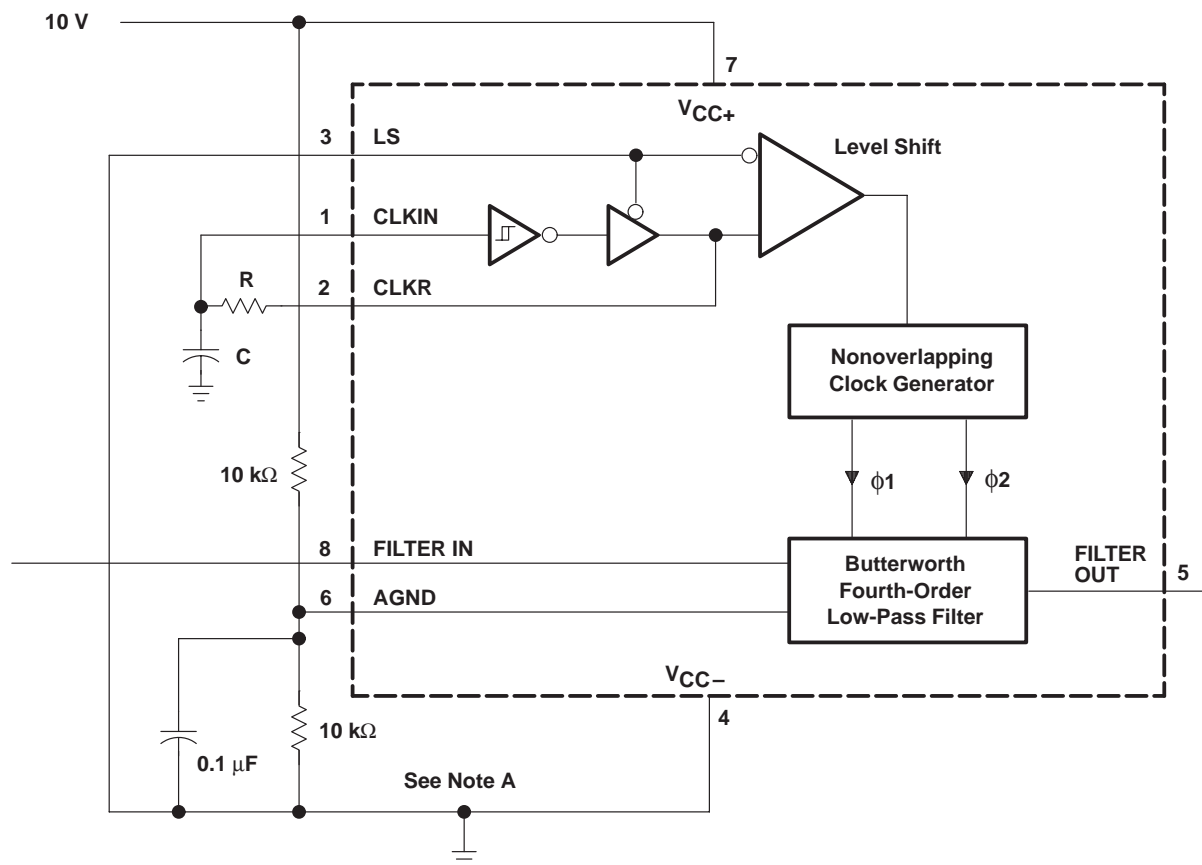 10 V
7
VCC+
3 LS
Level Shift
1 CLKIN
R
2 CLKR
C
Nonoverlapping
Clock Generator
10 kΩ
ϕ1
ϕ2
8 FILTER IN
Butterworth
Fourth-Order
Low-Pass Filter
FILTER
OUT
5
6 AGND
VCC–
4
10 kΩ
0.1 μF
See Note A